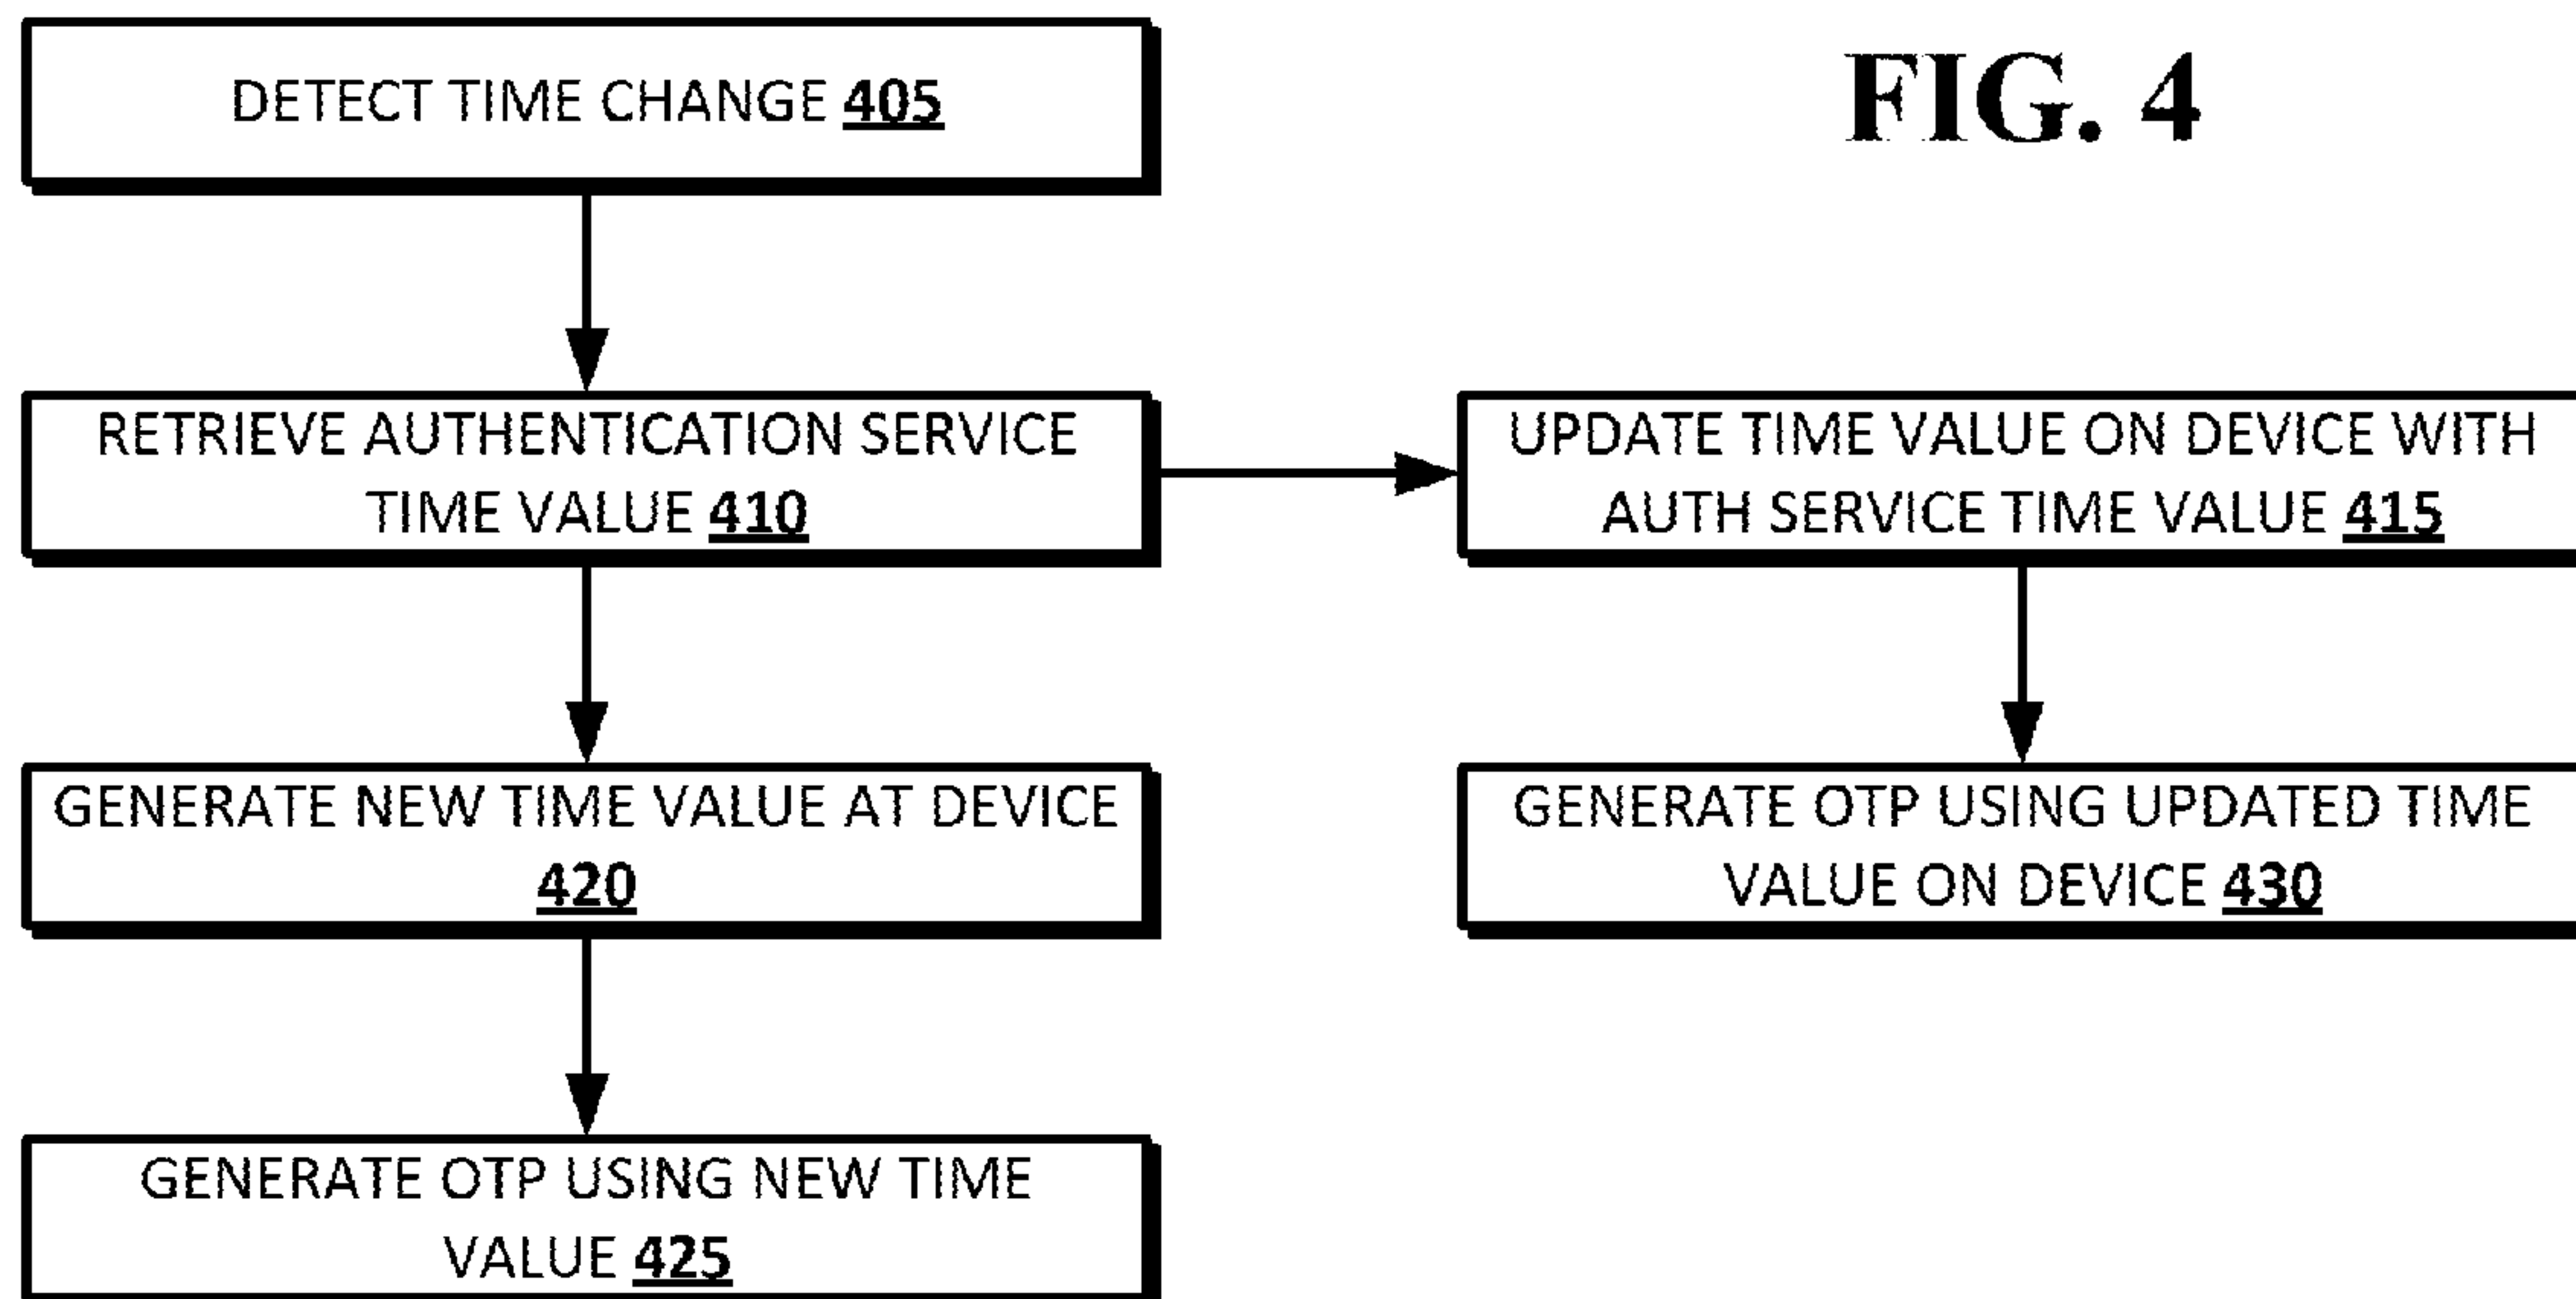 FIG. 4
DETECT TIME CHANGE 405
RETRIEVE AUTHENTICATION SERVICE
TIME VALUE 410
UPDATE TIME VALUE ON DEVICE WITH
AUTH SERVICE TIME VALUE 415
GENERATE NEW TIME VALUE AT DEVICE
420
GENERATE OTP USING UPDATED TIME
VALUE ON DEVICE 430
GENERATE OTP USING NEW TIME
VALUE 425